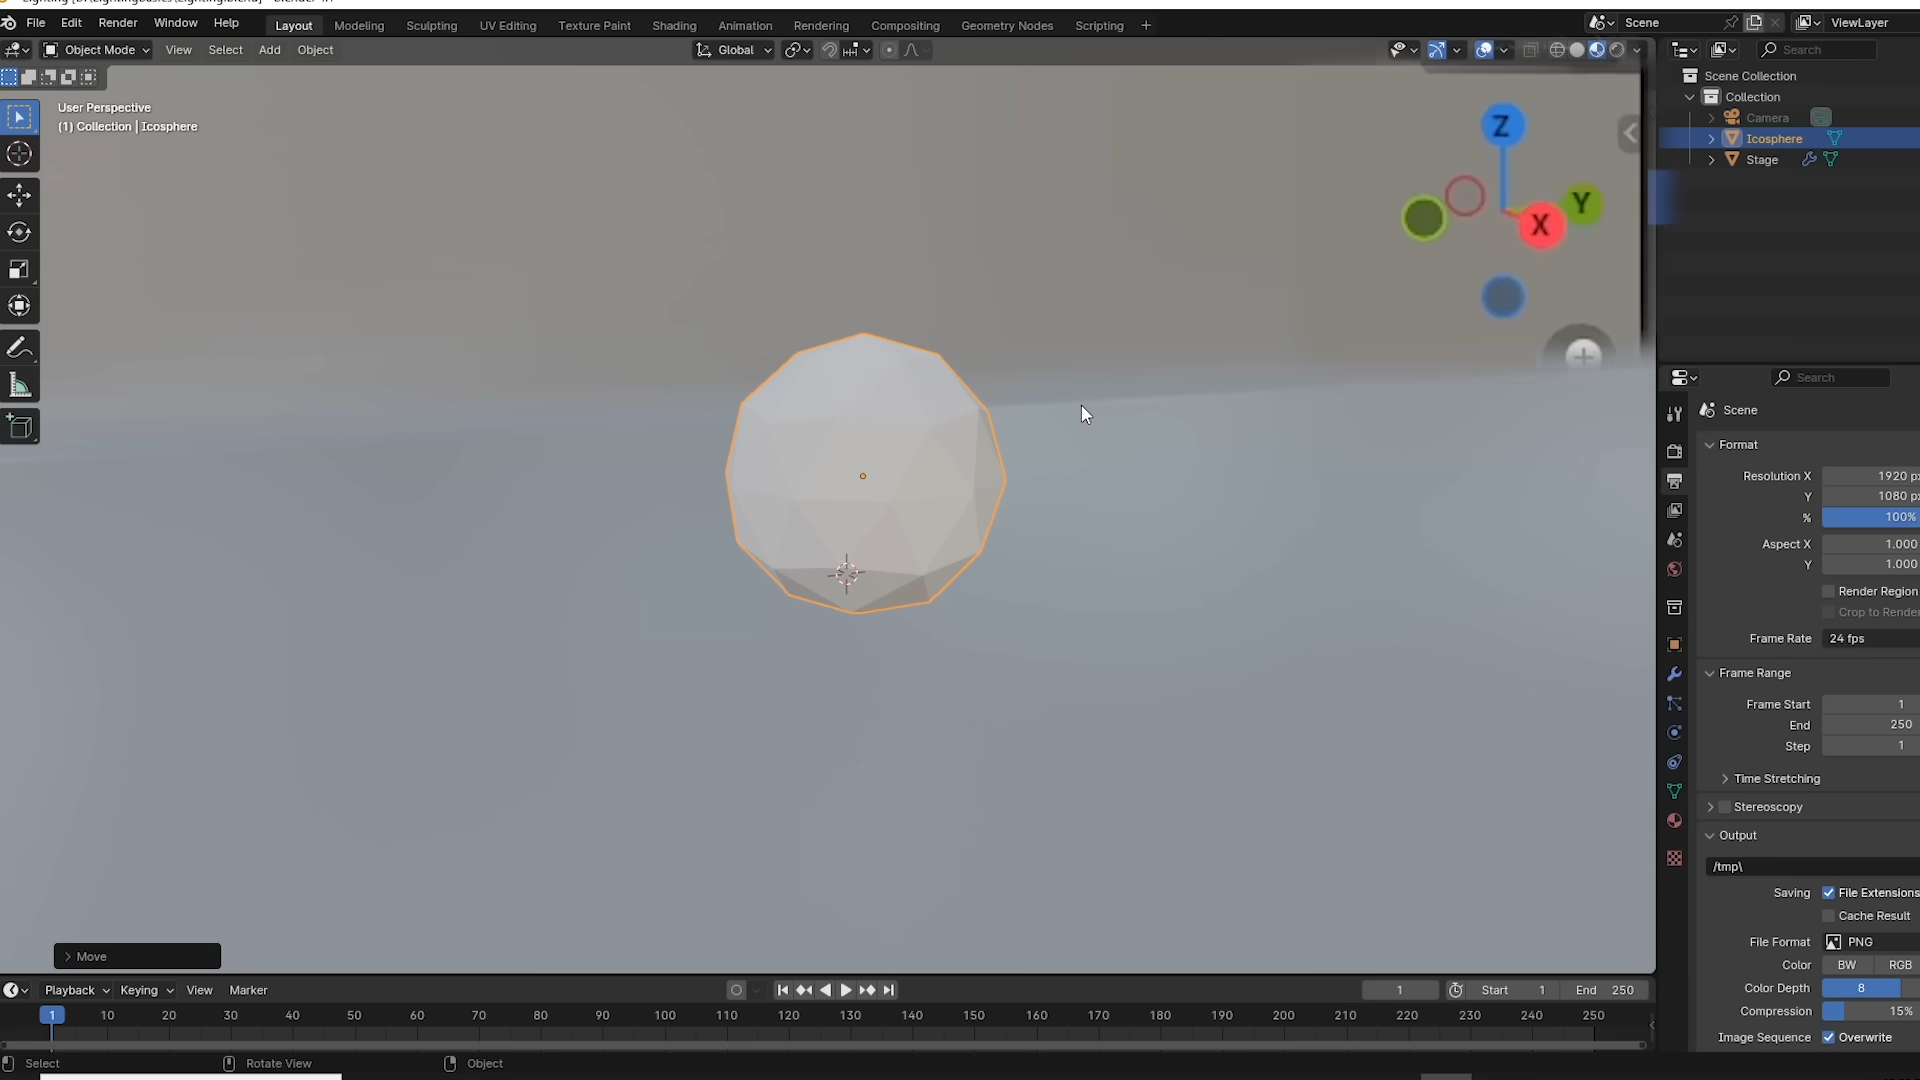 File Edit Render Window Help Layout Modeling Sculpting UV Editing Texture Paint Shading Animation Rendering Compositing Geometry Nodes Scripting + Scene ViewLayer
Object Mode View Select Add Object Global Search
User Perspective
(1) Collection | Icosphere
Z
Y
X
Scene Collection
Collection
Camera
Icosphere
Stage
Search
Scene
Format
Resolution X 1920 px
Y 1080 px
% 100%
Aspect X 1.000
Y 1.000
Render Region
Crop to Render
Frame Rate 24 fps
Frame Range
Frame Start 1
End 250
Step 1
Time Stretching
Stereoscopy
Output
/tmp\
Saving File Extensions
Cache Result
File Format PNG
Color BW RGB
Color Depth 8
Compression 15%
Image Sequence Overwrite
Move
Playback Keying View Marker 1 Start 1 End 250
1 10 20 30 40 50 60 70 80 90 100 110 120 130 140 150 160 170 180 190 200 210 220 230 240 250
Select Rotate View Object